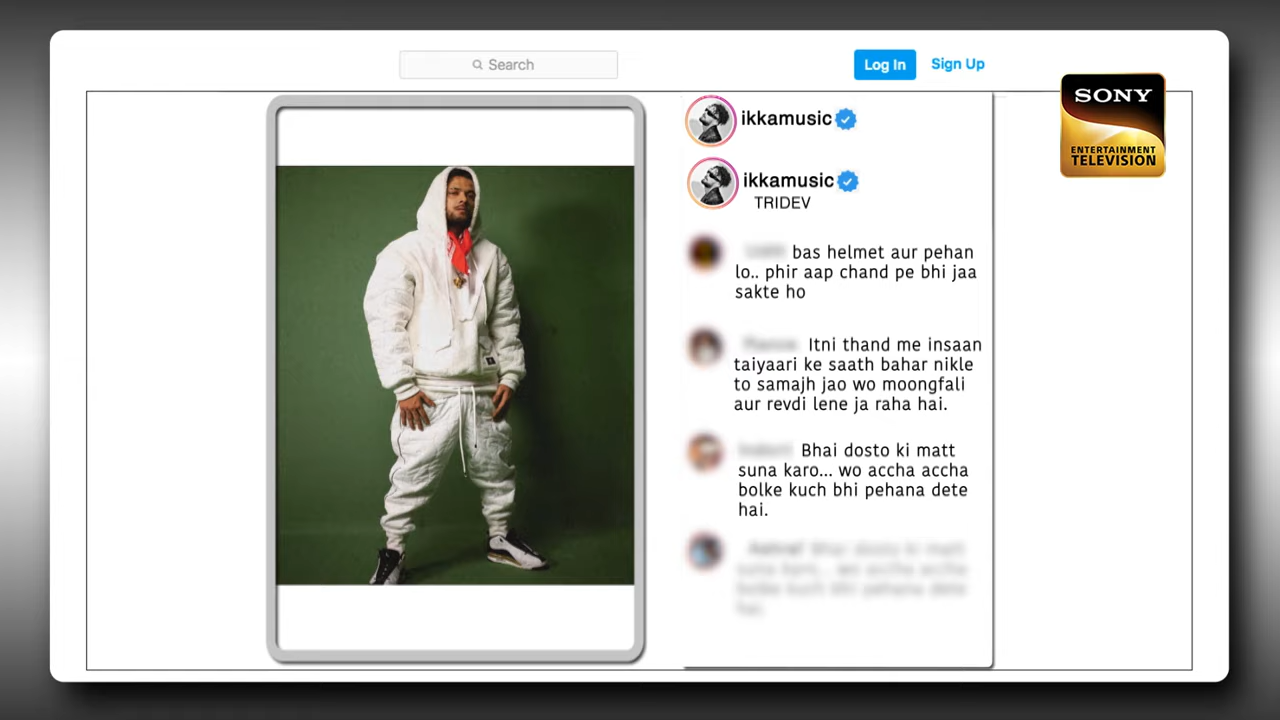 Search
Log In
Sign Up
SONY
ENTERTAINMENT
TELEVISION
ikkamusic
ikkamusic
TRIDEV
bas helmet aur pehan
lo.. phir aap chand pe bhi jaa
sakte ho
Itni thand me insaan
taiyaari ke saath bahar nikle
to samajh jao wo moongfali
aur revdi lene ja raha hai.
Bhai dosto ki matt
suna karo... wo accha accha
bolke kuch bhi pehana dete
hai.